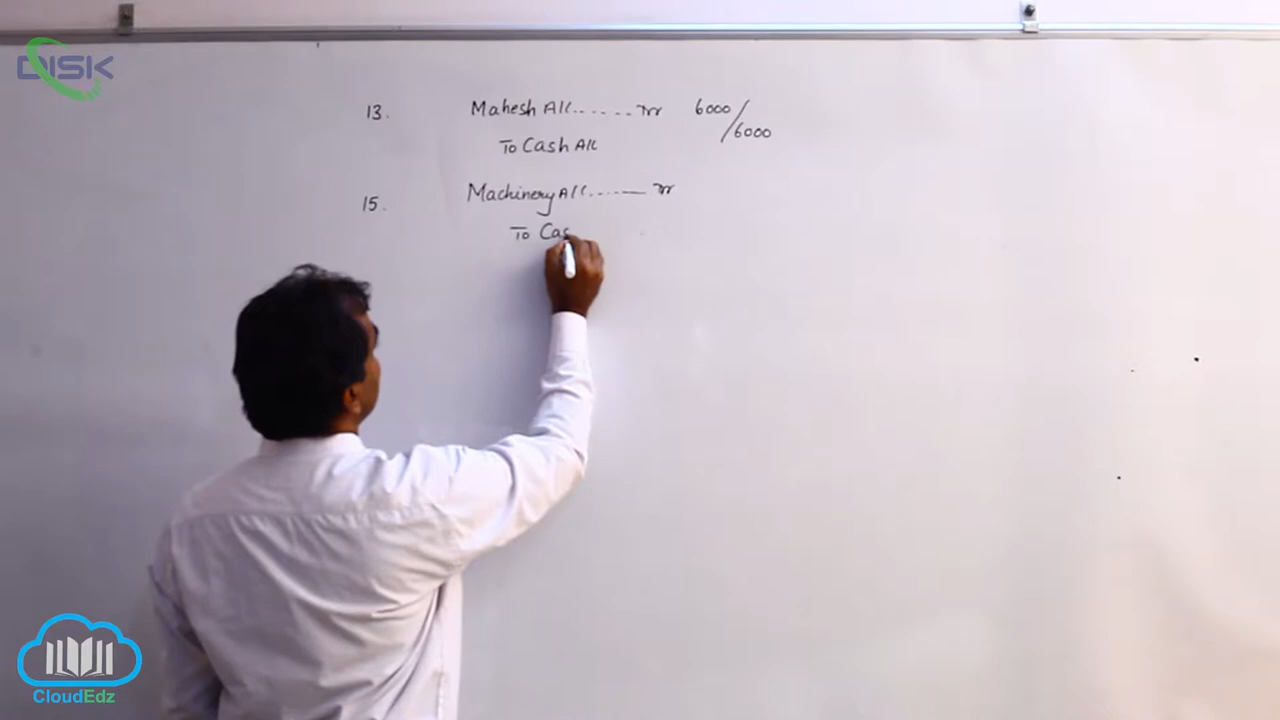 DISK
13. Mahesh A/c...... Dr 6000
/6000
To Cash A/c
15. Machinery A/c....... Dr
To Cas
CloudEdz